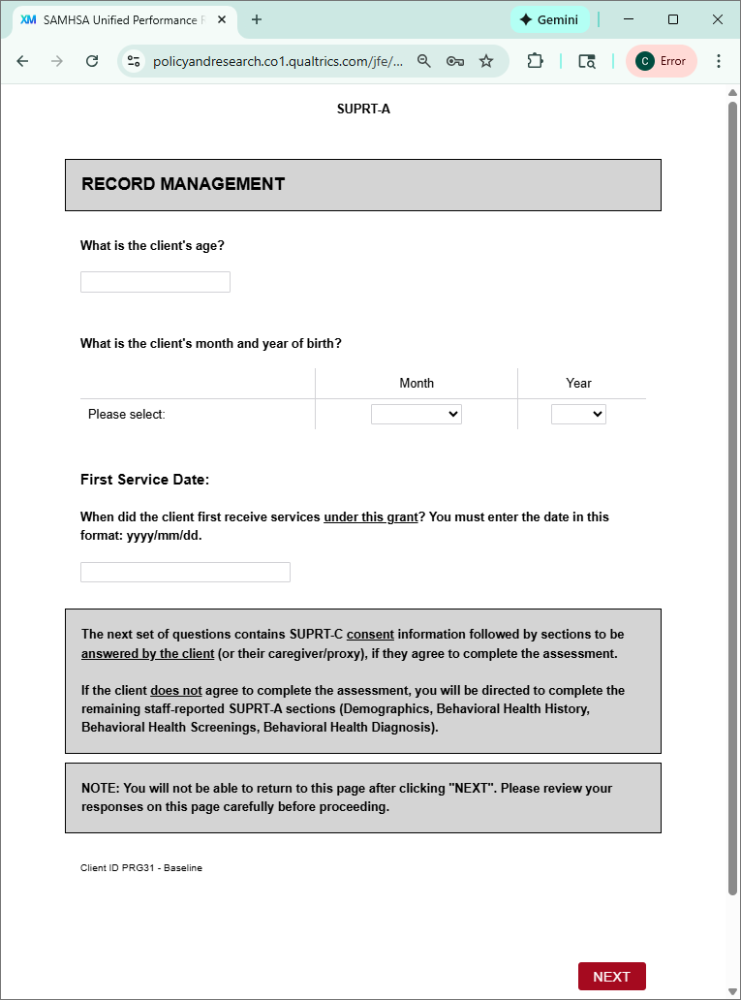 XM SAMHSA Unified Performance R
Gemini
policyandresearch.co1.qualtrics.com/jfe/...
C Error
SUPRT-A
RECORD MANAGEMENT
What is the client's age?
What is the client's month and year of birth?
Month Year
Please select:
First Service Date:
When did the client first receive services under this grant? You must enter the date in this
format: yyyy/mm/dd.
The next set of questions contains SUPRT-C consent information followed by sections to be
answered by the client (or their caregiver/proxy), if they agree to complete the assessment.
If the client does not agree to complete the assessment, you will be directed to complete the
remaining staff-reported SUPRT-A sections (Demographics, Behavioral Health History,
Behavioral Health Screenings, Behavioral Health Diagnosis).
NOTE: You will not be able to return to this page after clicking "NEXT". Please review your
responses on this page carefully before proceeding.
Client ID PRG31 - Baseline
NEXT